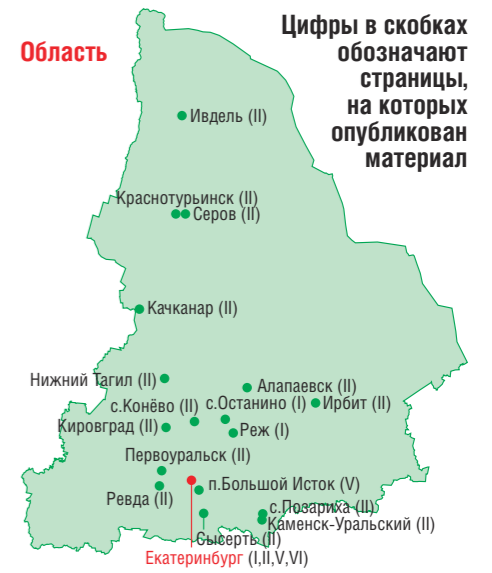 Область
Цифры в скобках
обозначают
страницы,
на которых
опубликован
материал
Ивдель (II)
Краснотурьинск (II)
Серов (II)
Качканар (II)
Нижний Тагил (II)
Алапаевск (II)
с.Конёво (II)
с.Останино (I)
Ирбит (II)
Кировград (II)
Реж (I)
Первоуральск (II)
п.Большой Исток (V)
Ревда (II)
с.Позариха (II)
Каменск-Уральский (II)
Сысерть (II)
Екатеринбург (I,II,V,VI)